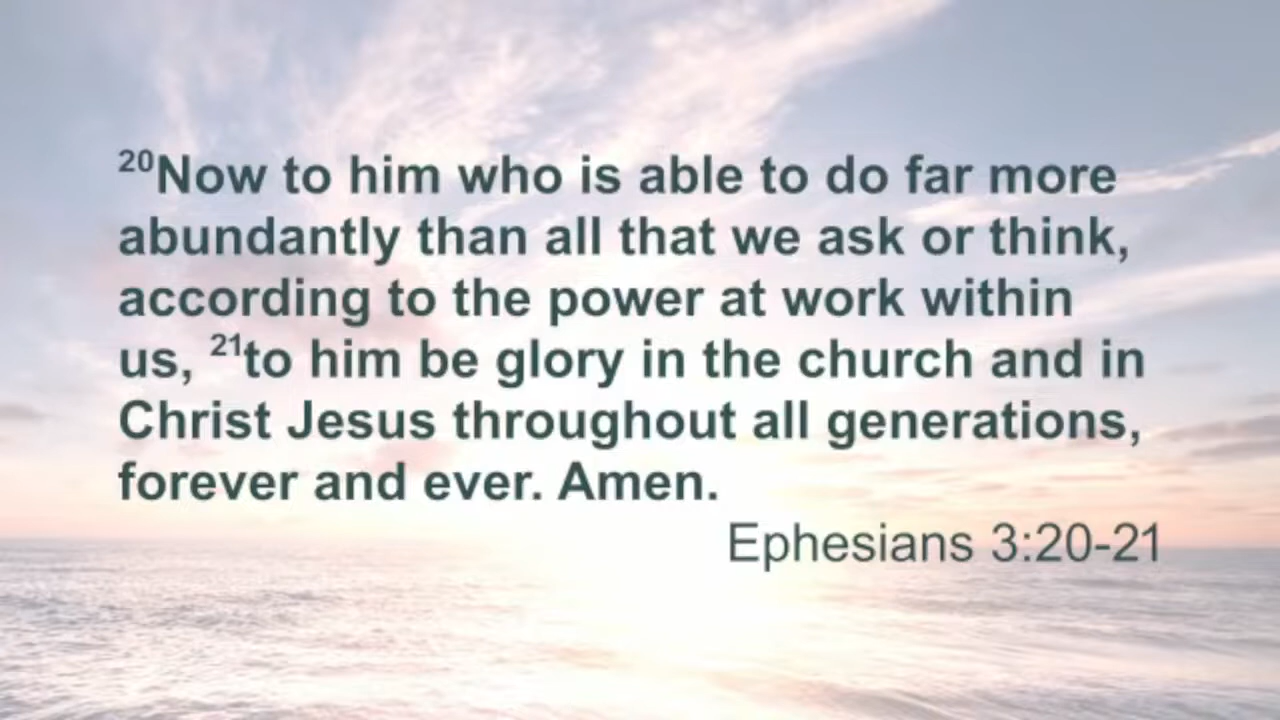 ²⁰Now to him who is able to do far more
abundantly than all that we ask or think,
according to the power at work within
us, ²¹to him be glory in the church and in
Christ Jesus throughout all generations,
forever and ever. Amen.
Ephesians 3:20-21